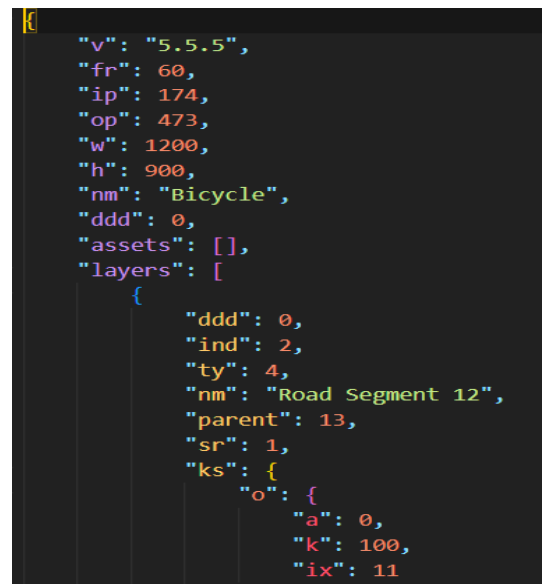 {
"v": "5.5.5",
"fr": 60,
"ip": 174,
"op": 473,
"w": 1200,
"h": 900,
"nm": "Bicycle",
"ddd": 0,
"assets": [],
"layers": [
{
"ddd": 0,
"ind": 2,
"ty": 4,
"nm": "Road Segment 12",
"parent": 13,
"sr": 1,
"ks": {
"o": {
"a": 0,
"k": 100,
"ix": 11